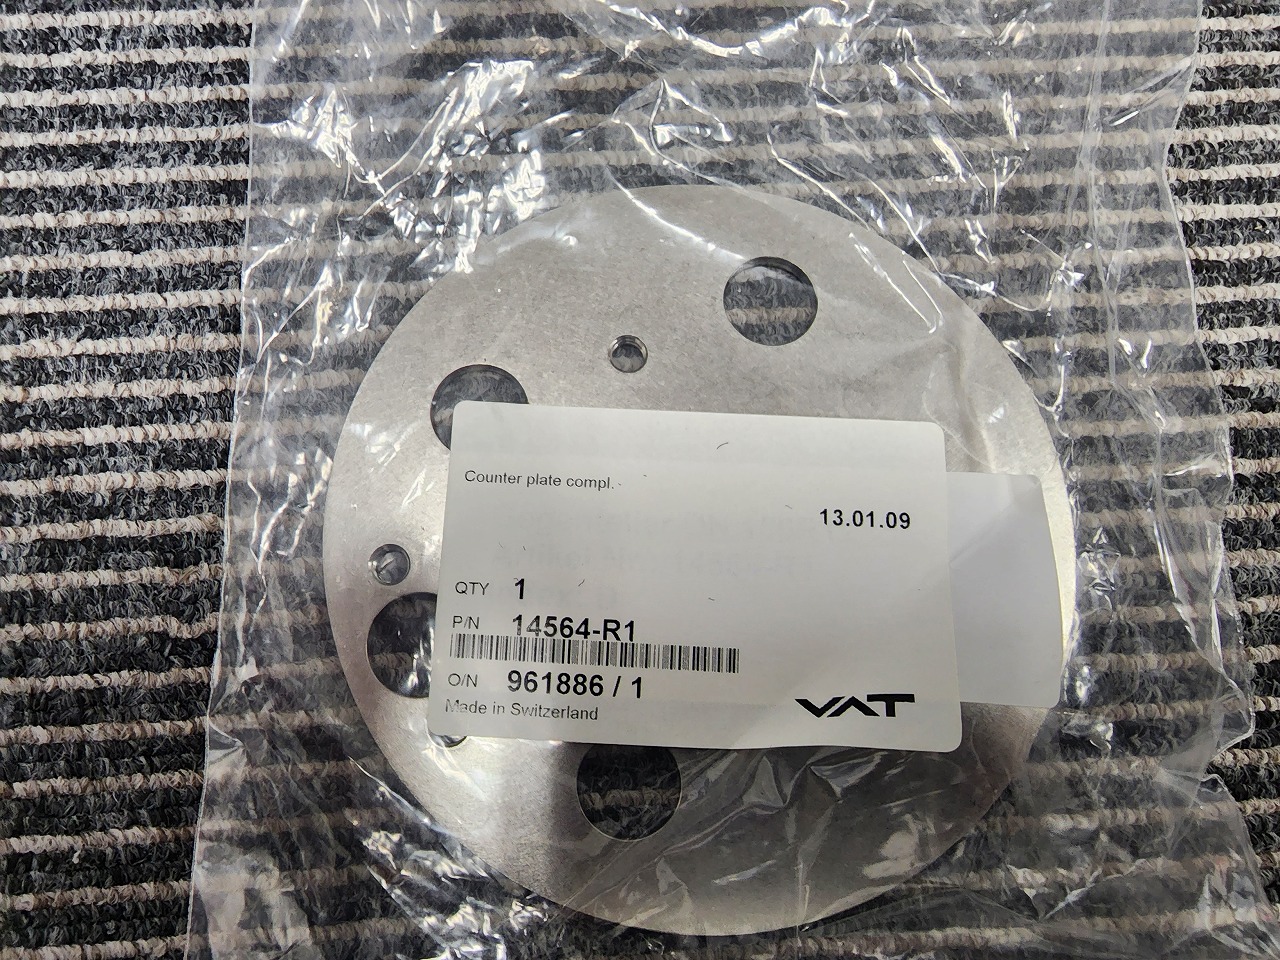 Counter plate compl.
13.01.09
QTY 1
P/N 14564-R1
O/N 961886 / 1
Made in Switzerland
VAT